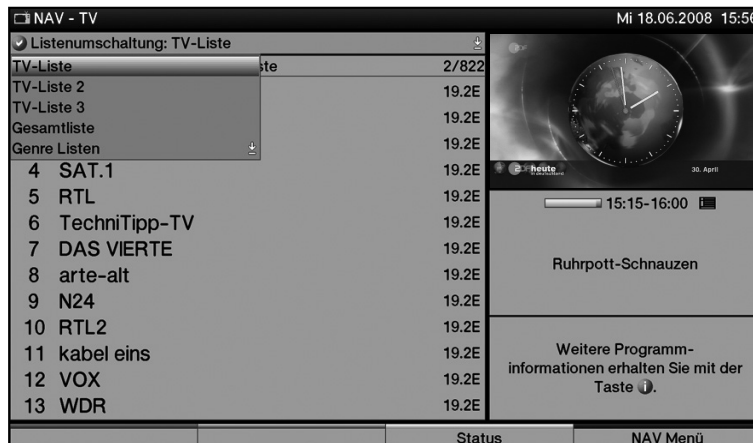 NAV - TV
Mi 18.06.2008 15:56
Listenumschaltung: TV-Liste
TV-Liste
ste 2/822
TV-Liste 2
19.2E
TV-Liste 3
19.2E
Gesamtliste
Genre Listen
19.2E
4 SAT.1 19.2E
5 RTL 19.2E
6 TechniTipp-TV 19.2E
7 DAS VIERTE 19.2E
8 arte-alt 19.2E
9 N24 19.2E
10 RTL2 19.2E
11 kabel eins 19.2E
12 VOX 19.2E
13 WDR 19.2E
heute
in deutschland
30. April
15:15-16:00
Ruhrpott-Schnauzen
Weitere Programm-
informationen erhalten Sie mit der
Taste i.
Status
NAV Menü